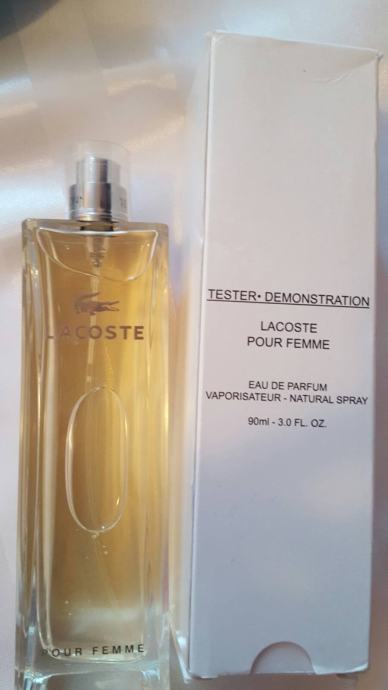 LACOSTE
POUR FEMME
TESTER• DEMONSTRATION
LACOSTE
POUR FEMME
EAU DE PARFUM
VAPORISATEUR - NATURAL SPRAY
90ml - 3.0 FL. OZ.